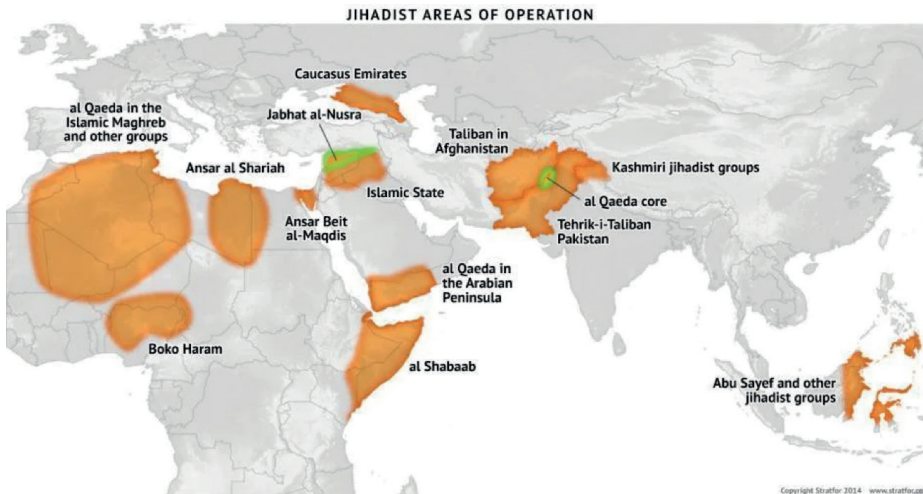 JIHADIST AREAS OF OPERATION
Caucasus Emirates
al Qaeda in the
Islamic Maghreb
and other groups
Jabhat al-Nusra
Taliban in
Afghanistan
Ansar al Shariah
Kashmiri jihadist groups
Islamic State
al Qaeda core
Ansar Beit
al-Maqdis
Tehrik-i-Taliban
Pakistan
al Qaeda in
the Arabian
Peninsula
Boko Haram
al Shabaab
Abu Sayef and other
jihadist groups
Copyright Stratfor 2014 www.stratfor.co